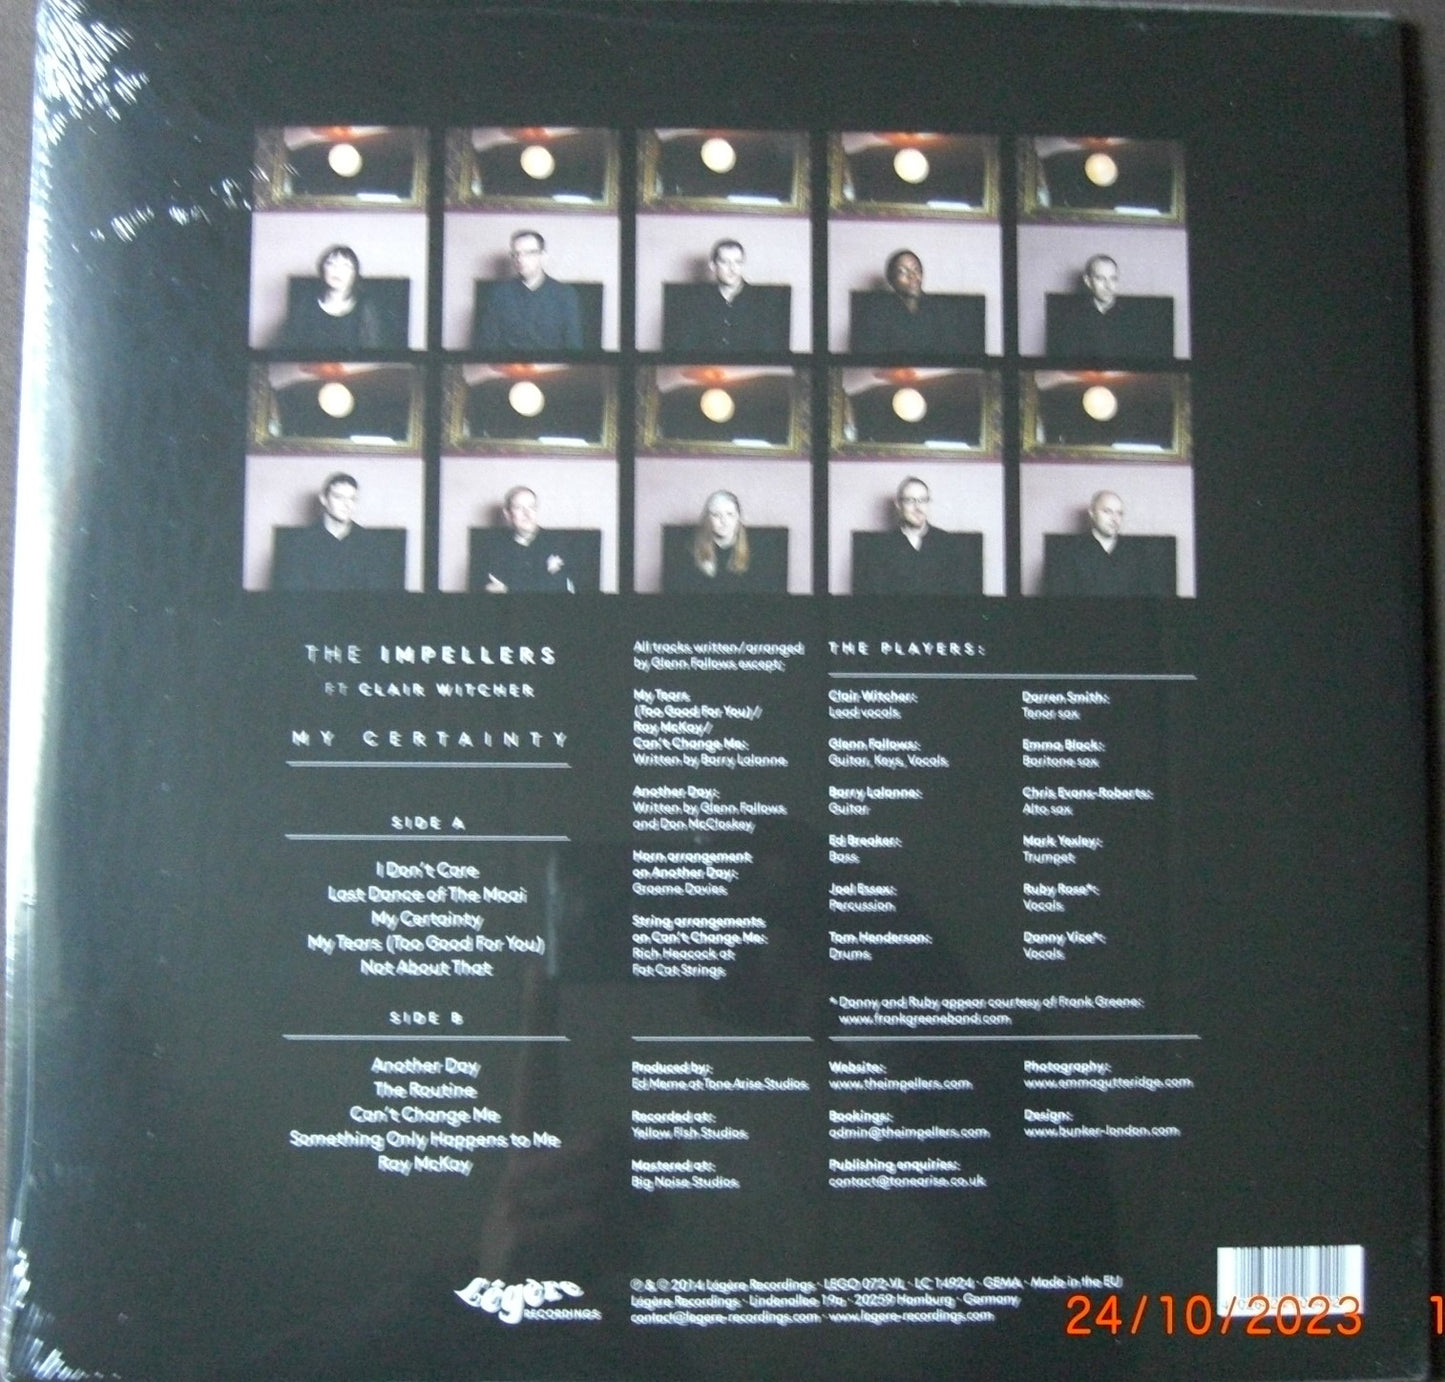 THE IMPELLERS
FT CLAIR WITCHER
MY CERTAINTY
SIDE A
I Don't Care
Last Dance of The Moai
My Certainty
My Tears (Too Good For You)
Not About That
SIDE B
Another Day
The Routine
Can't Change Me
Something Only Happens to Me
Ray McKay
All tracks written/arranged
by Glenn Fallows except:
My Tears
(Too Good For You)//
Ray McKay//
Can't Change Me:
Written by Barry Lalanne.
Another Day:
Written by Glenn Fallows
and Dan McCloskey
Horn arrangement
on Another Day:
Graeme Davies.
String arrangements
on Can't Change Me:
Rich Heacock at
Fat Cat Strings.
Produced by:
Ed Meme at Tone Arise Studios.
Recorded at:
Yellow Fish Studios.
Mastered at:
Big Noise Studios.
THE PLAYERS:
Clair Witcher:
Lead vocals.
Glenn Fallows:
Guitar, Keys, Vocals.
Barry Lalanne:
Guitar.
Ed Breaker:
Bass.
Joel Essex:
Percussion.
Tom Henderson:
Drums.
Darren Smith:
Tenor sax.
Emma Black:
Baritone sax.
Chris Evans-Roberts:
Alto sax.
Mark Yexley:
Trumpet
Ruby Rose*:
Vocals.
Danny Vice*:
Vocals.
* Danny and Ruby appear courtesy of Frank Greene:
www.frankgreeneband.com
Website:
www.theimpellers.com
Bookings:
admin@theimpellers.com
Publishing enquiries:
contact@tonearise.co.uk
Photography:
www.emmagutteridge.com
Design:
www.bunker-london.com
Légère
RECORDINGS
℗ & © 2014 Légère Recordings · LEGO 072-VL · LC 14924 · GEMA · Made in the EU
Légère Recordings · Lindenallee 19a · 20259 Hamburg · Germany
contact@legere-recordings.com · www.legere-recordings.com
24/10/2023